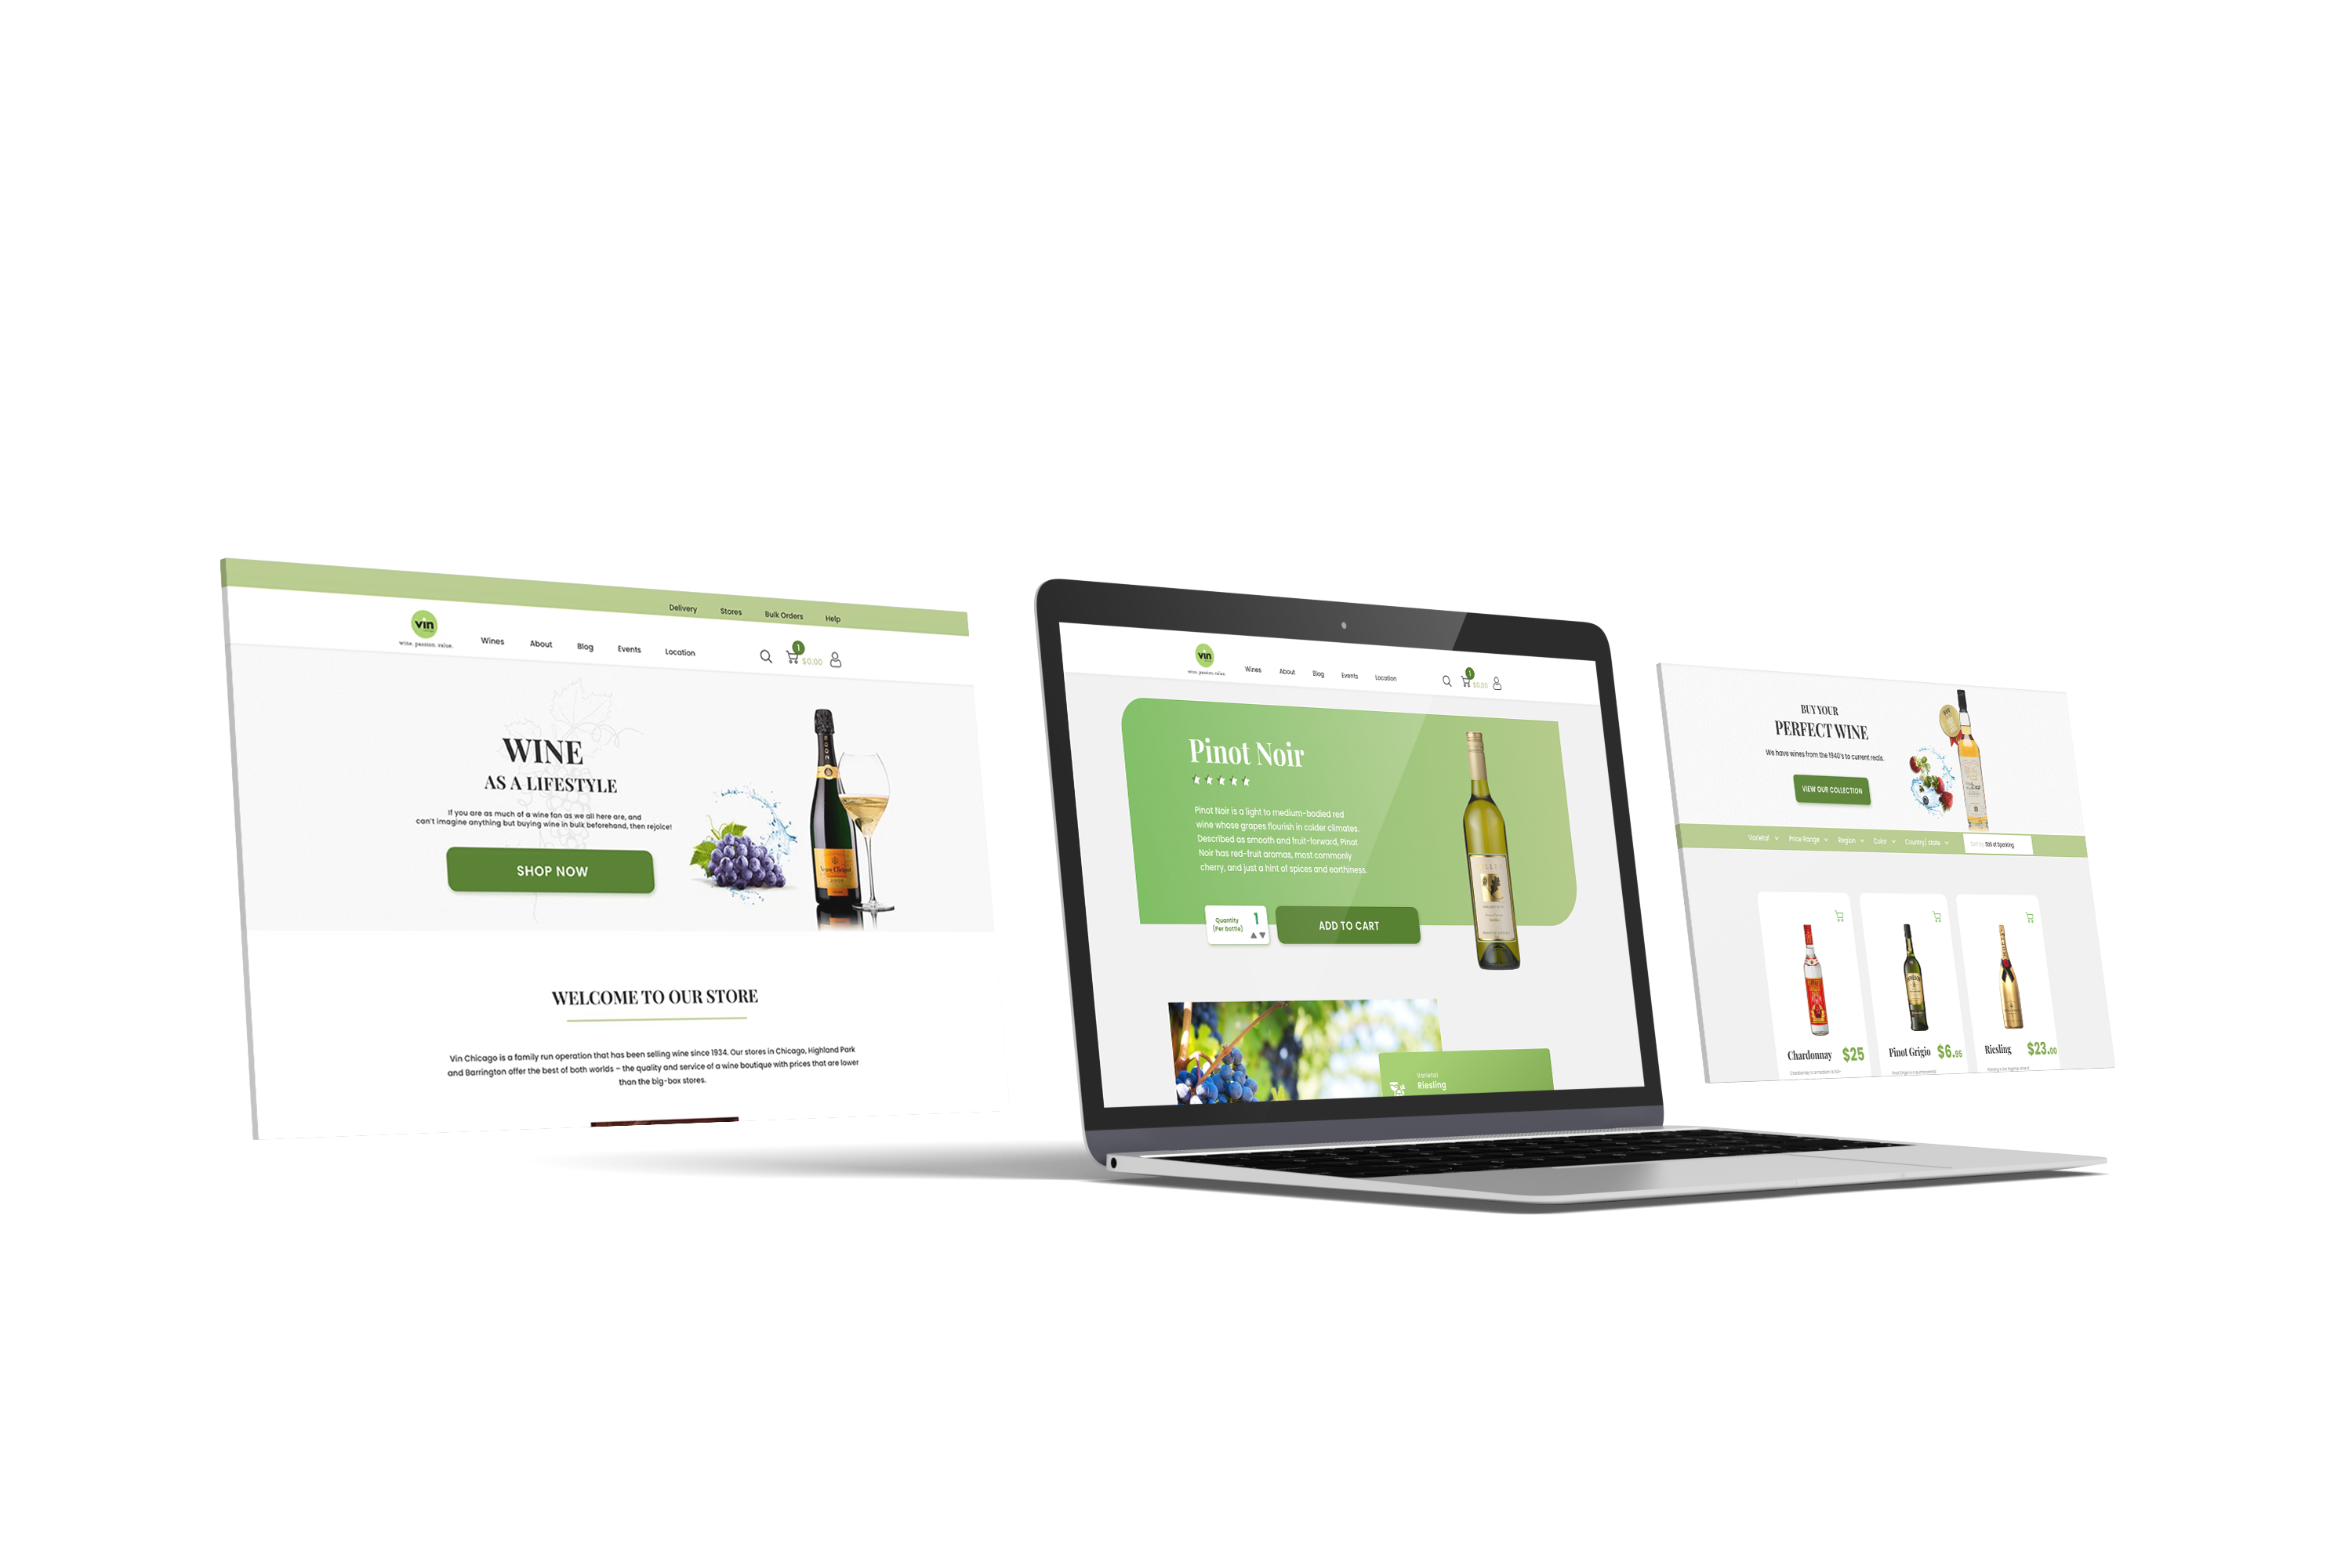 Delivery Stores Bulk Orders Help
vin
wine. passion. value.
Wines About Blog Events Location
1
$0.00
WINE
AS A LIFESTYLE
If you are as much of a wine fan as we all here are, and
can't imagine anything but buying wine in bulk beforehand, then rejoice!
SHOP NOW
WELCOME TO OUR STORE
Vin Chicago is a family run operation that has been selling wine since 1934. Our stores in Chicago, Highland Park
and Barrington offer the best of both worlds – the quality and service of a wine boutique with prices that are lower
than the big-box stores.
vin
wine. passion. value.
Wines About Blog Events Location
1
$0.00
Pinot Noir
Pinot Noir is a light to medium-bodied red
wine whose grapes flourish in colder climates.
Described as smooth and fruit-forward, Pinot
Noir has red-fruit aromas, most commonly
cherry, and just a hint of spices and earthiness.
Quantity
(Per bottle)
1
ADD TO CART
Varietal
Riesling
BUY YOUR
PERFECT WINE
We have wines from the 1940's to current reals.
VIEW OUR COLLECTION
Varietal Price Range Region Color Country/ state
of Sparking
Chardonnay $25
Pinot Grigio $6.95
Riesling $23.00